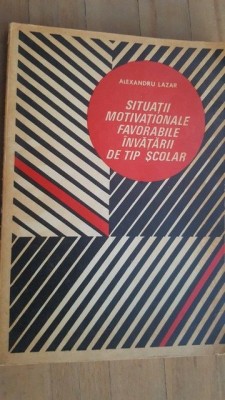 ALEXANDRU LAZAR
SITUAȚII
MOTIVAȚIONALE
FAVORABILE
ÎNVĂȚĂRII
DE TIP ȘCOLAR